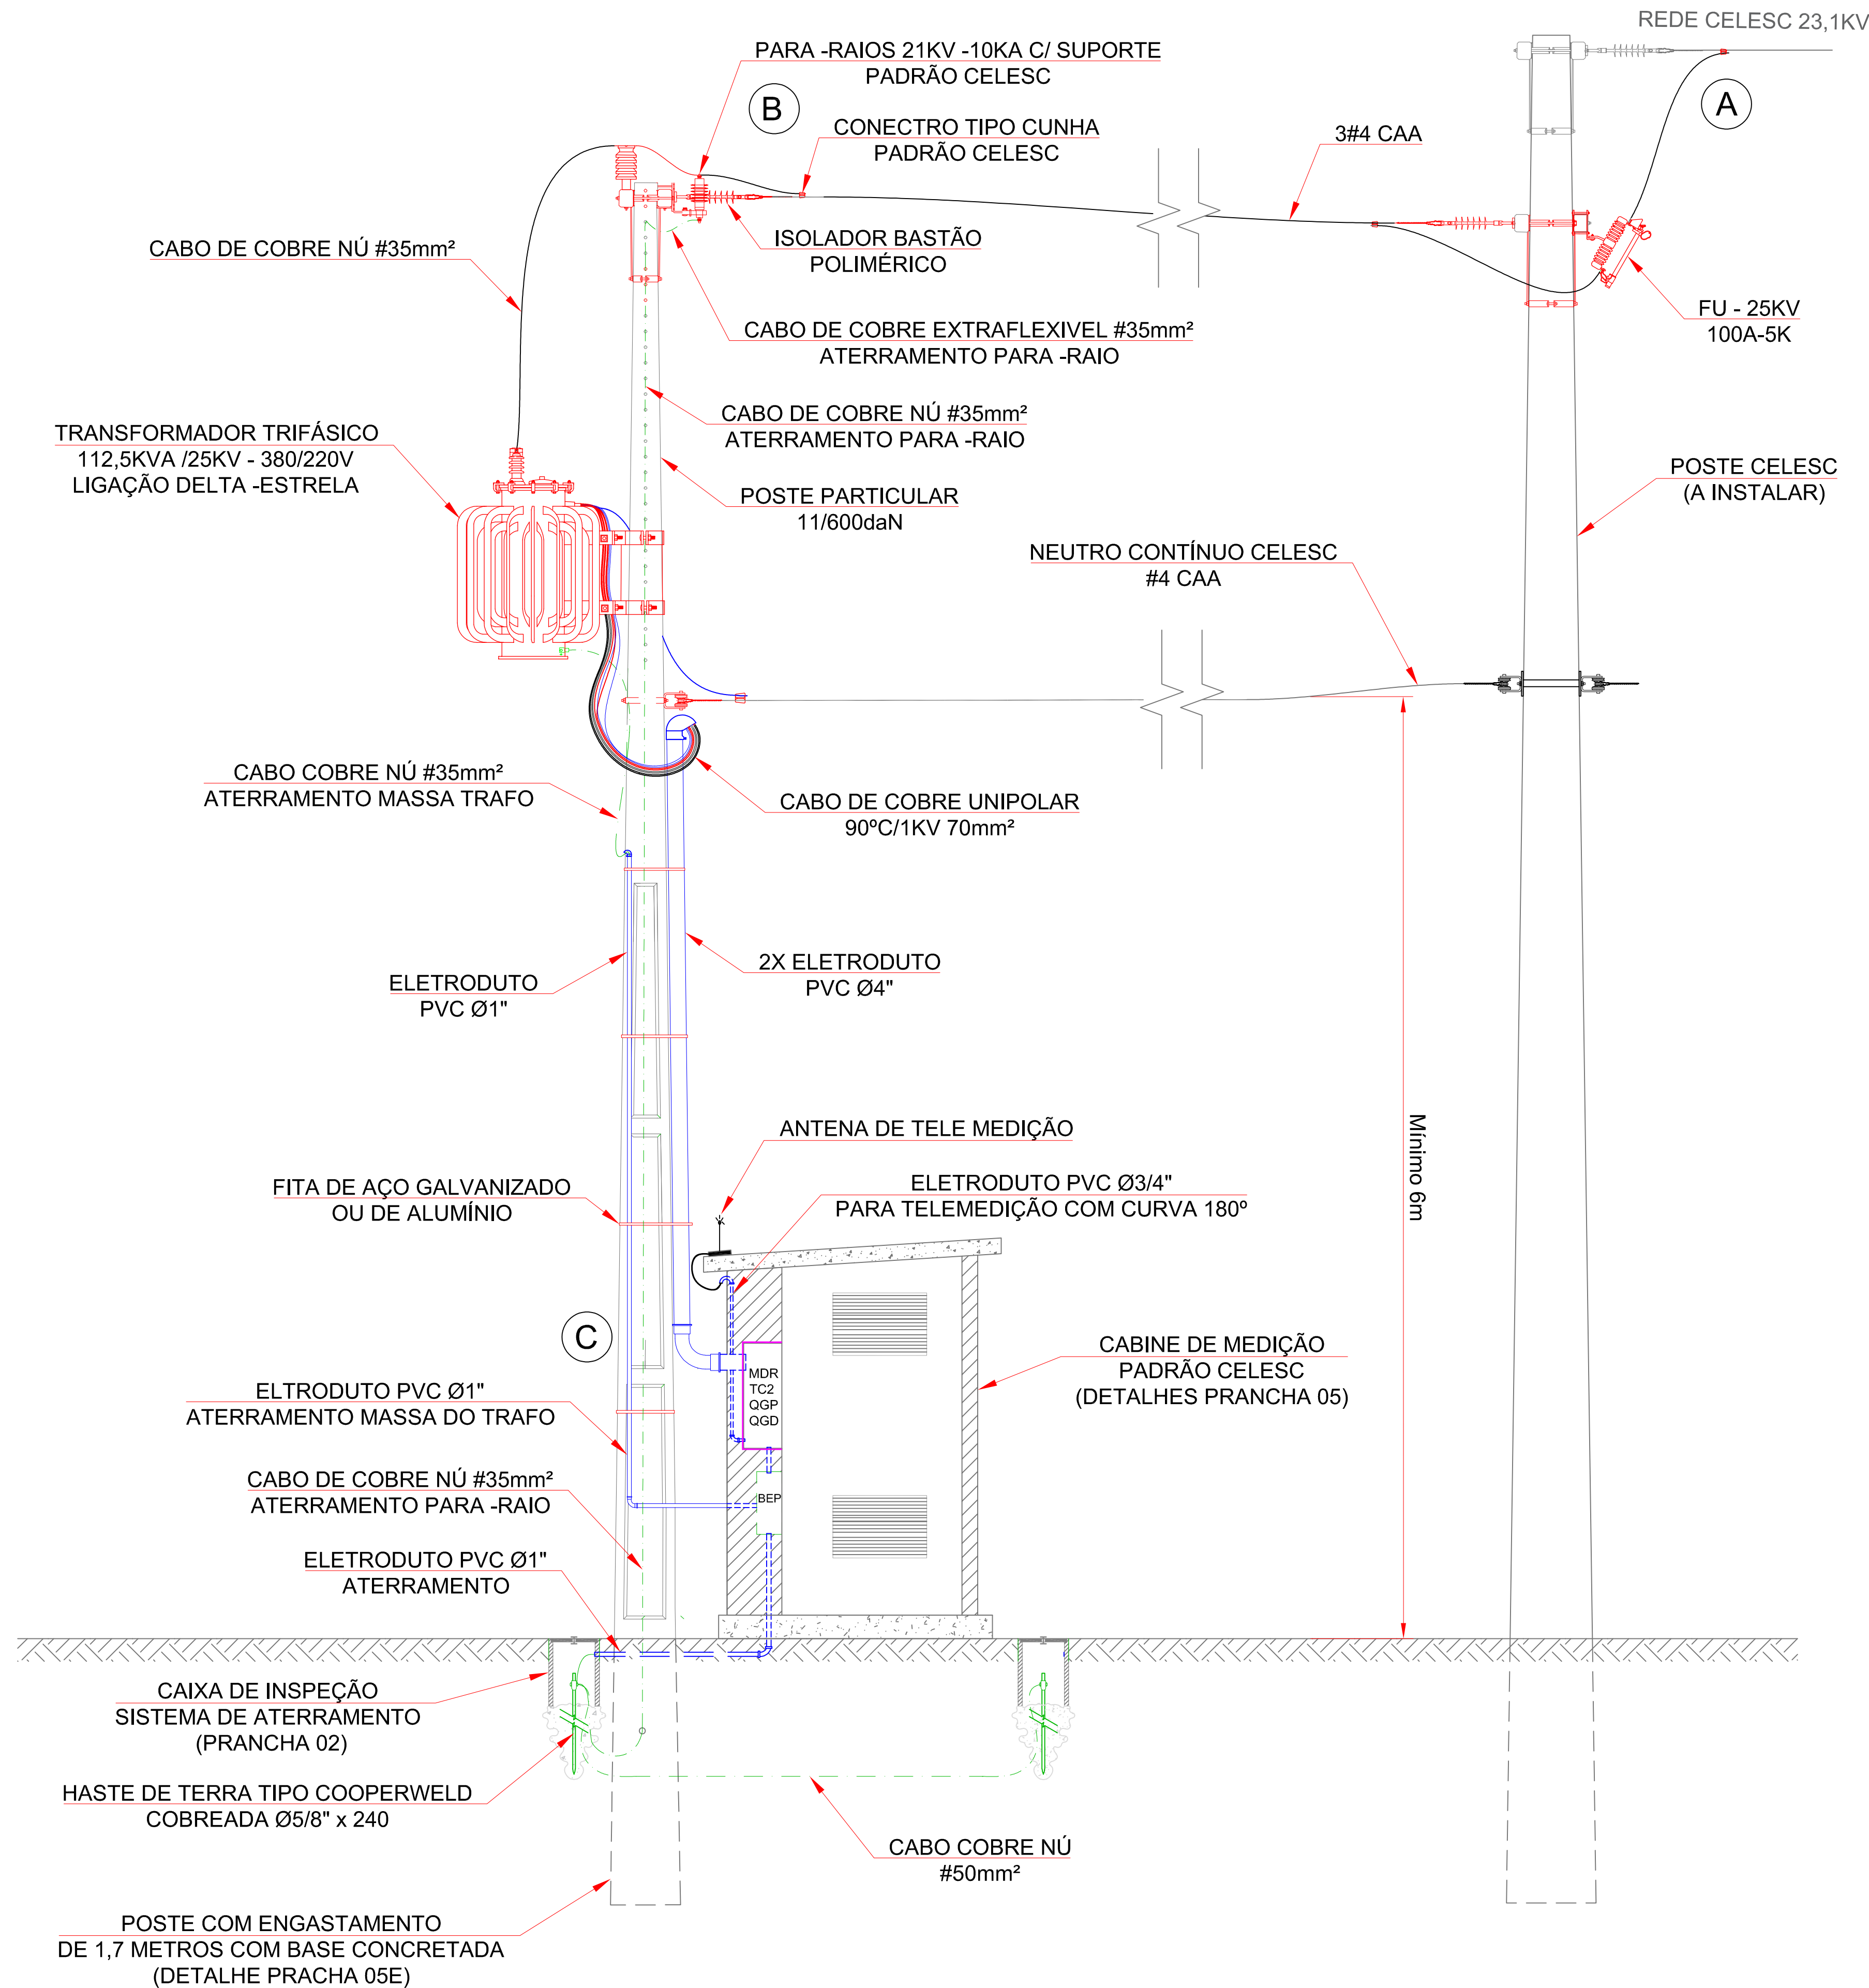 REDE CELESC 23,1KV
PARA -RAIOS 21KV -10KA C/ SUPORTE
PADRÃO CELESC
B
A
CONECTRO TIPO CUNHA
PADRÃO CELESC
3#4 CAA
CABO DE COBRE NÚ #35mm²
ISOLADOR BASTÃO
POLIMÉRICO
FU - 25KV
100A-5K
CABO DE COBRE EXTRAFLEXIVEL #35mm²
ATERRAMENTO PARA -RAIO
CABO DE COBRE NÚ #35mm²
ATERRAMENTO PARA -RAIO
TRANSFORMADOR TRIFÁSICO
112,5KVA /25KV - 380/220V
LIGAÇÃO DELTA -ESTRELA
POSTE CELESC
(A INSTALAR)
POSTE PARTICULAR
11/600daN
NEUTRO CONTÍNUO CELESC
#4 CAA
CABO COBRE NÚ #35mm²
ATERRAMENTO MASSA TRAFO
CABO DE COBRE UNIPOLAR
90ºC/1KV 70mm²
2X ELETRODUTO
PVC Ø4"
ELETRODUTO
PVC Ø1"
Mínimo 6m
ANTENA DE TELE MEDIÇÃO
FITA DE AÇO GALVANIZADO
OU DE ALUMÍNIO
ELETRODUTO PVC Ø3/4"
PARA TELEMEDIÇÃO COM CURVA 180º
C
CABINE DE MEDIÇÃO
PADRÃO CELESC
(DETALHES PRANCHA 05)
MDR
TC2
QGP
QGD
ELTRODUTO PVC Ø1"
ATERRAMENTO MASSA DO TRAFO
CABO DE COBRE NÚ #35mm²
ATERRAMENTO PARA -RAIO
BEP
ELETRODUTO PVC Ø1"
ATERRAMENTO
CAIXA DE INSPEÇÃO
SISTEMA DE ATERRAMENTO
(PRANCHA 02)
HASTE DE TERRA TIPO COOPERWELD
COBREADA Ø5/8" x 240
CABO COBRE NÚ
#50mm²
POSTE COM ENGASTAMENTO
DE 1,7 METROS COM BASE CONCRETADA
(DETALHE PRACHA 05E)